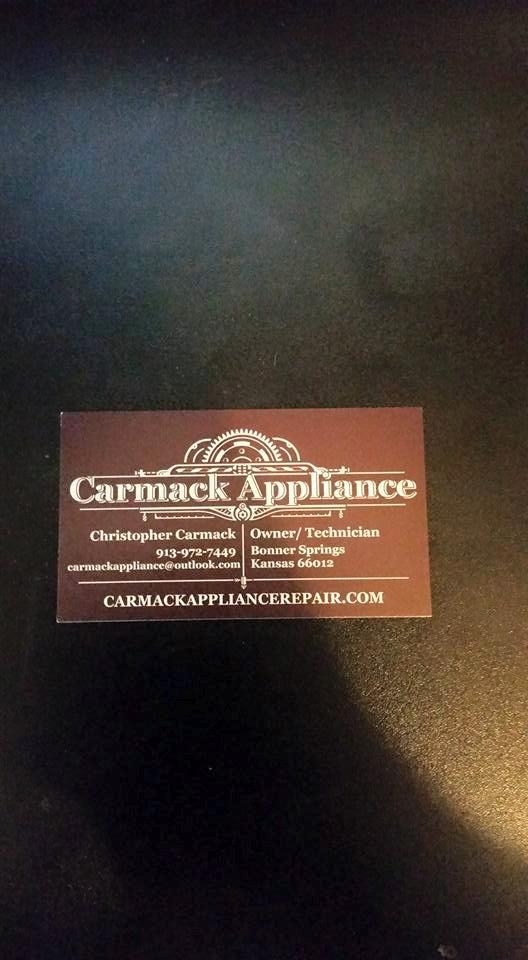 Carmack Appliance
Christopher Carmack
913-972-7449
carmackappliance@outlook.com
Owner/ Technician
Bonner Springs
Kansas 66012
CARMACKAPPLIANCEREPAIR.COM